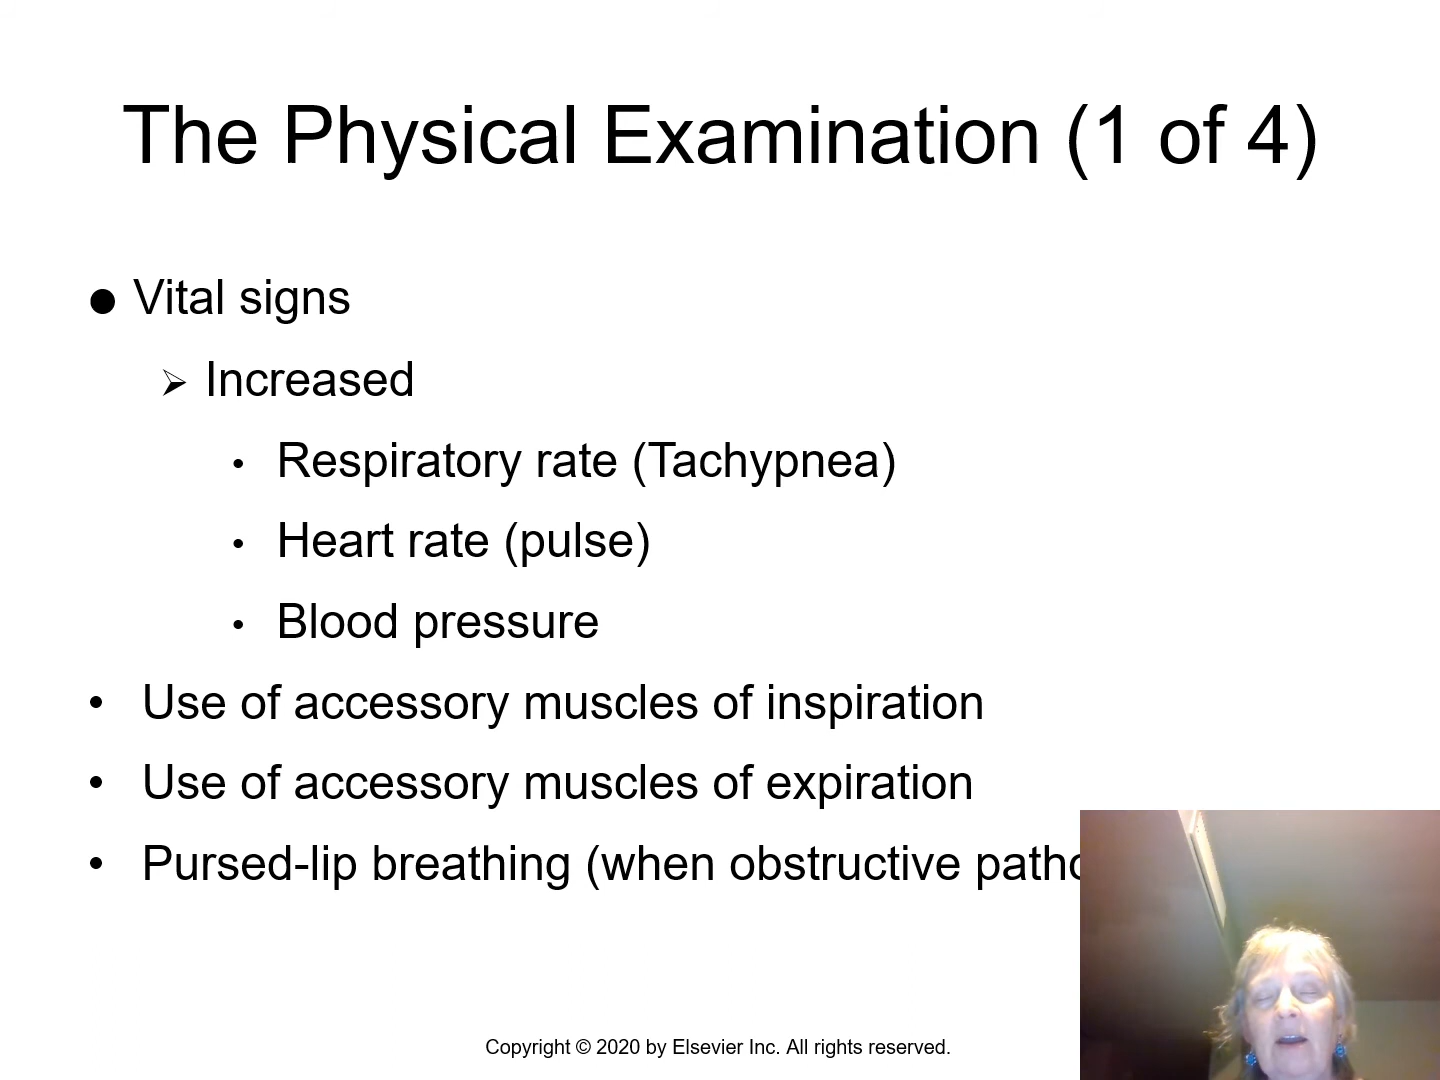 The Physical Examination (1 of 4)
● Vital signs
➢ Increased
• Respiratory rate (Tachypnea)
• Heart rate (pulse)
• Blood pressure
• Use of accessory muscles of inspiration
• Use of accessory muscles of expiration
• Pursed-lip breathing (when obstructive
Copyright © 2020 by Elsevier Inc. All rights reserved.